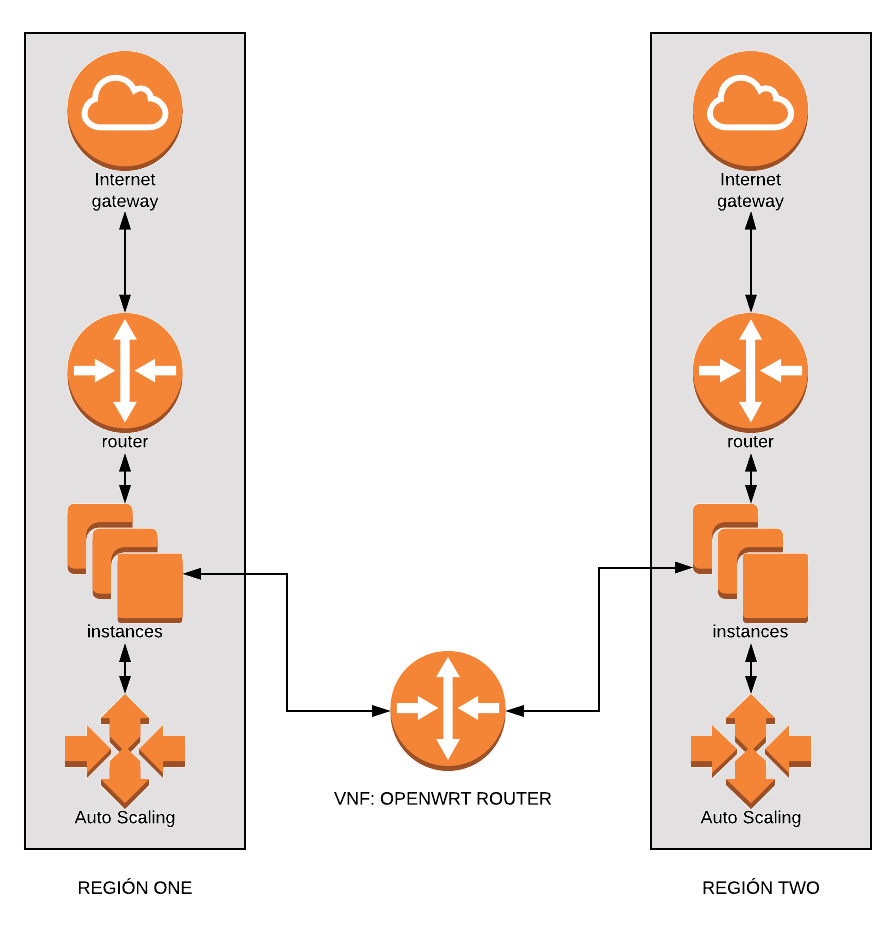 Internet
gateway
router
instances
Auto Scaling
REGIÓN ONE
VNF: OPENWRT ROUTER
Internet
gateway
router
instances
Auto Scaling
REGIÓN TWO